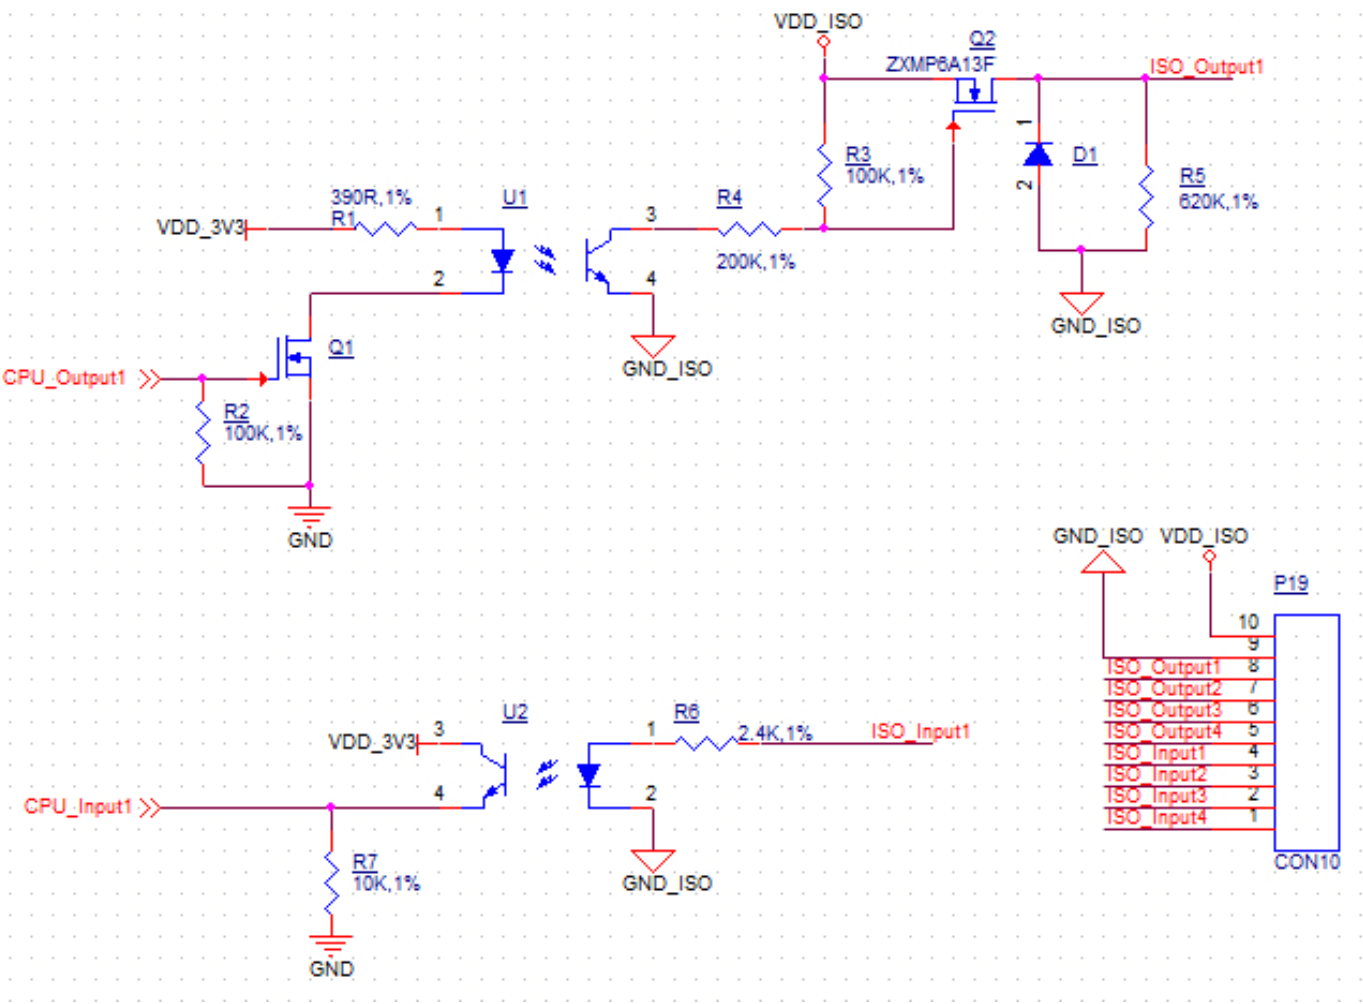 VDD_ISO
Q2
ZXMP6A13F
ISO_Output1
1
D1
2
R3
100K,1%
R5
620K,1%
390R,1%
R1
VDD_3V3
1
U1
3
R4
200K,1%
2
4
GND_ISO
GND_ISO
Q1
CPU_Output1
R2
100K,1%
GND
GND_ISO
VDD_ISO
P19
10
9
ISO_Output1 8
ISO_Output2 7
ISO_Output3 6
ISO_Output4 5
ISO_Input1 4
ISO_Input2 3
ISO_Input3 2
ISO_Input4 1
CON10
U2
VDD_3V3
3
1
R6
2.4K,1%
ISO_Input1
CPU_Input1
4
2
R7
10K,1%
GND_ISO
GND